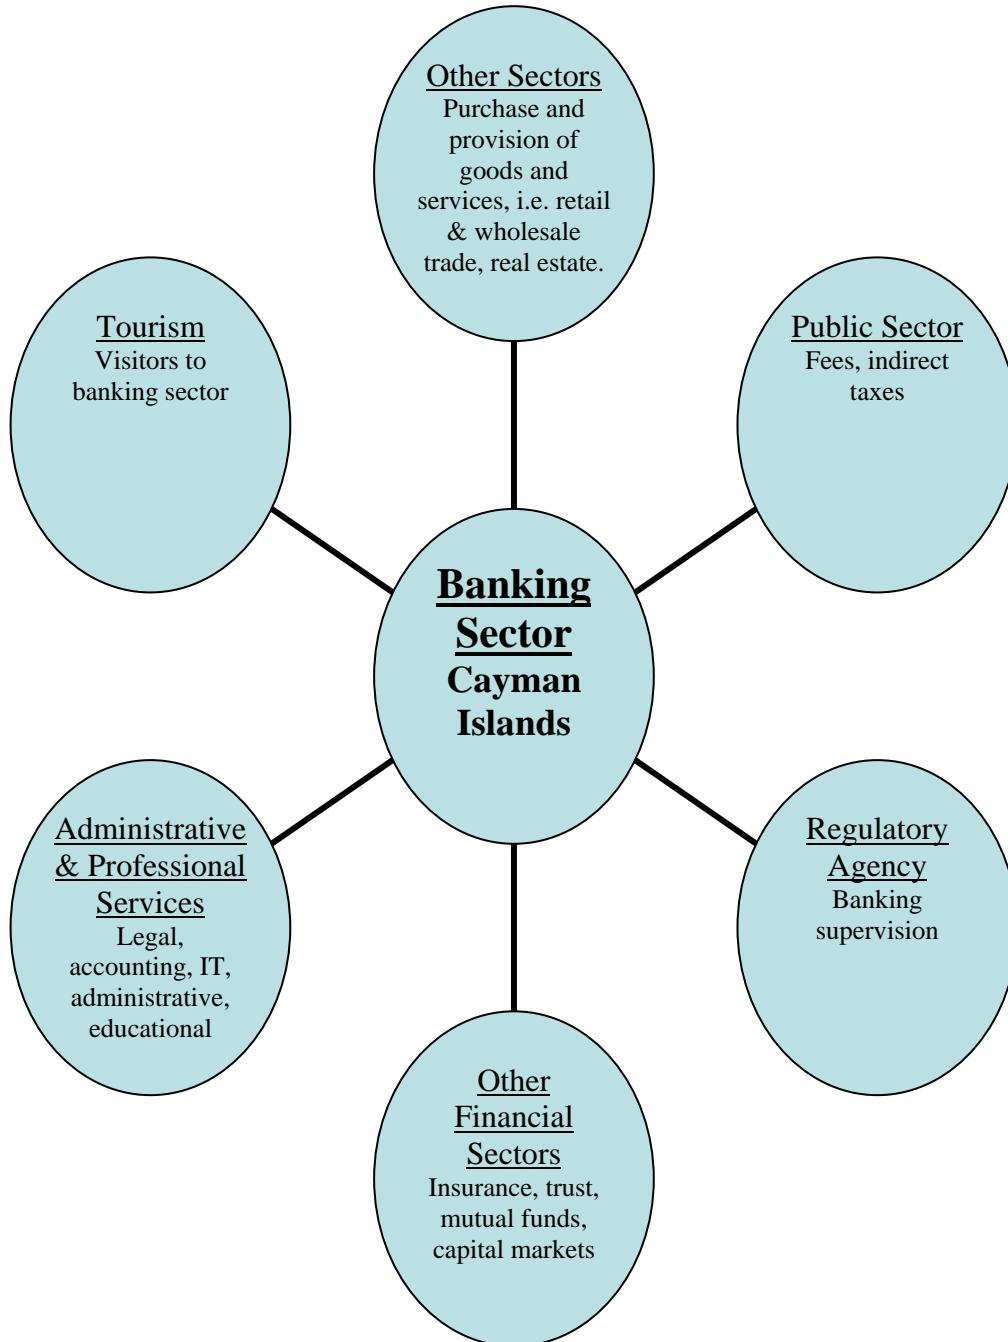 Other Sectors
Purchase and
provision of
goods and
services, i.e. retail
& wholesale
trade, real estate.
Tourism
Visitors to
banking sector
Public Sector
Fees, indirect
taxes
Banking
Sector
Cayman
Islands
Administrative
& Professional
Services
Legal,
accounting, IT,
administrative,
educational
Regulatory
Agency
Banking
supervision
Other
Financial
Sectors
Insurance, trust,
mutual funds,
capital markets